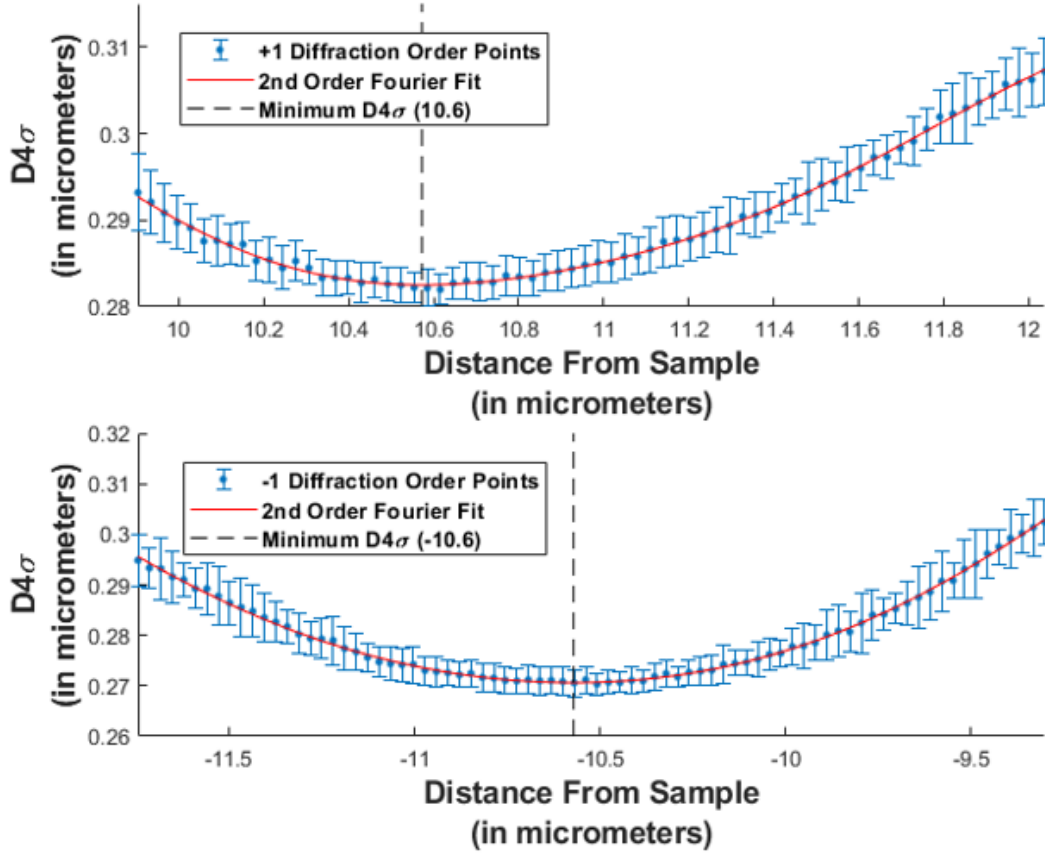 0.31
0.3
0.29
0.28
D4σ
(in micrometers)
+1 Diffraction Order Points
2nd Order Fourier Fit
Minimum D4σ (10.6)
10 10.2 10.4 10.6 10.8 11 11.2 11.4 11.6 11.8 12
Distance From Sample
(in micrometers)
0.32
0.31
0.3
0.29
0.28
0.27
0.26
D4σ
(in micrometers)
-1 Diffraction Order Points
2nd Order Fourier Fit
Minimum D4σ (-10.6)
-11.5 -11 -10.5 -10 -9.5
Distance From Sample
(in micrometers)